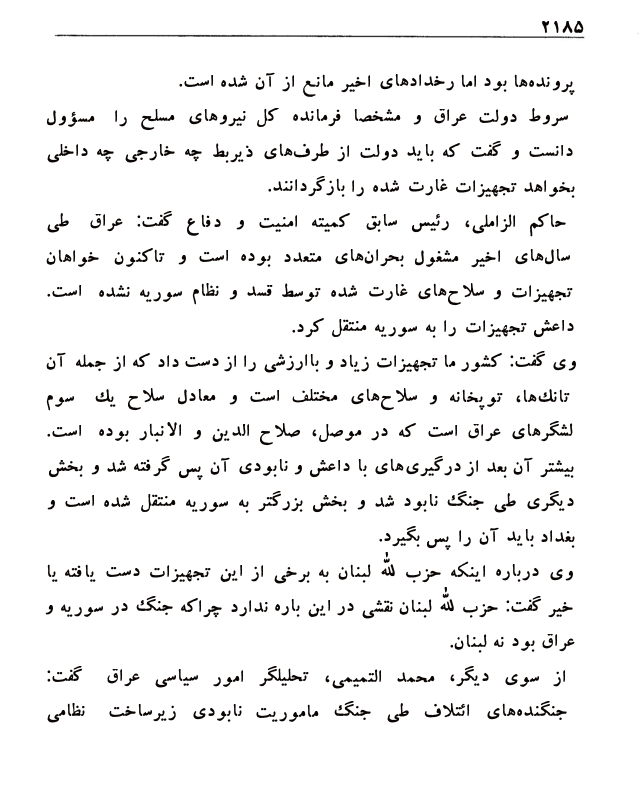 ۲۱۸۵
پرونده‌ها بود اما رخدادهای اخیر مانع از آن شده است.
سروط دولت عراق و مشخصا فرمانده کل نیروهای مسلح را مسؤول
دانست و گفت که باید دولت از طرف‌های ذیربط چه خارجی چه داخلی
بخواهد تجهیزات غارت شده را بازگردانند.
حاکم الزاملی، رئیس سابق کمیته امنیت و دفاع گفت: عراق طی
سال‌های اخیر مشغول بحران‌های متعدد بوده است و تاکنون خواهان
تجهیزات و سلاح‌های غارت شده توسط قسد و نظام سوریه نشده است.
داعش تجهیزات را به سوریه منتقل کرد.
وی گفت: کشور ما تجهیزات زیاد و باارزشی را از دست داد که از جمله آن
تانك‌ها، توپخانه و سلاح‌های مختلف است و معادل سلاح یك سوم
لشگرهای عراق است که در موصل، صلاح الدین و الانبار بوده است.
بیشتر آن بعد از درگیری‌های با داعش و نابودی آن پس گرفته شد و بخش
دیگری طی جنگ نابود شد و بخش بزرگتر به سوریه منتقل شده است و
بغداد باید آن را پس بگیرد.
وی درباره اینکه حزب الله لبنان به برخی از این تجهیزات دست یافته یا
خیر گفت: حزب الله لبنان نقشی در این باره ندارد چراکه جنگ در سوریه و
عراق بود نه لبنان.
از سوی دیگر، محمد التمیمی، تحلیلگر امور سیاسی عراق گفت:
جنگنده‌های ائتلاف طی جنگ ماموریت نابودی زیرساخت نظامی